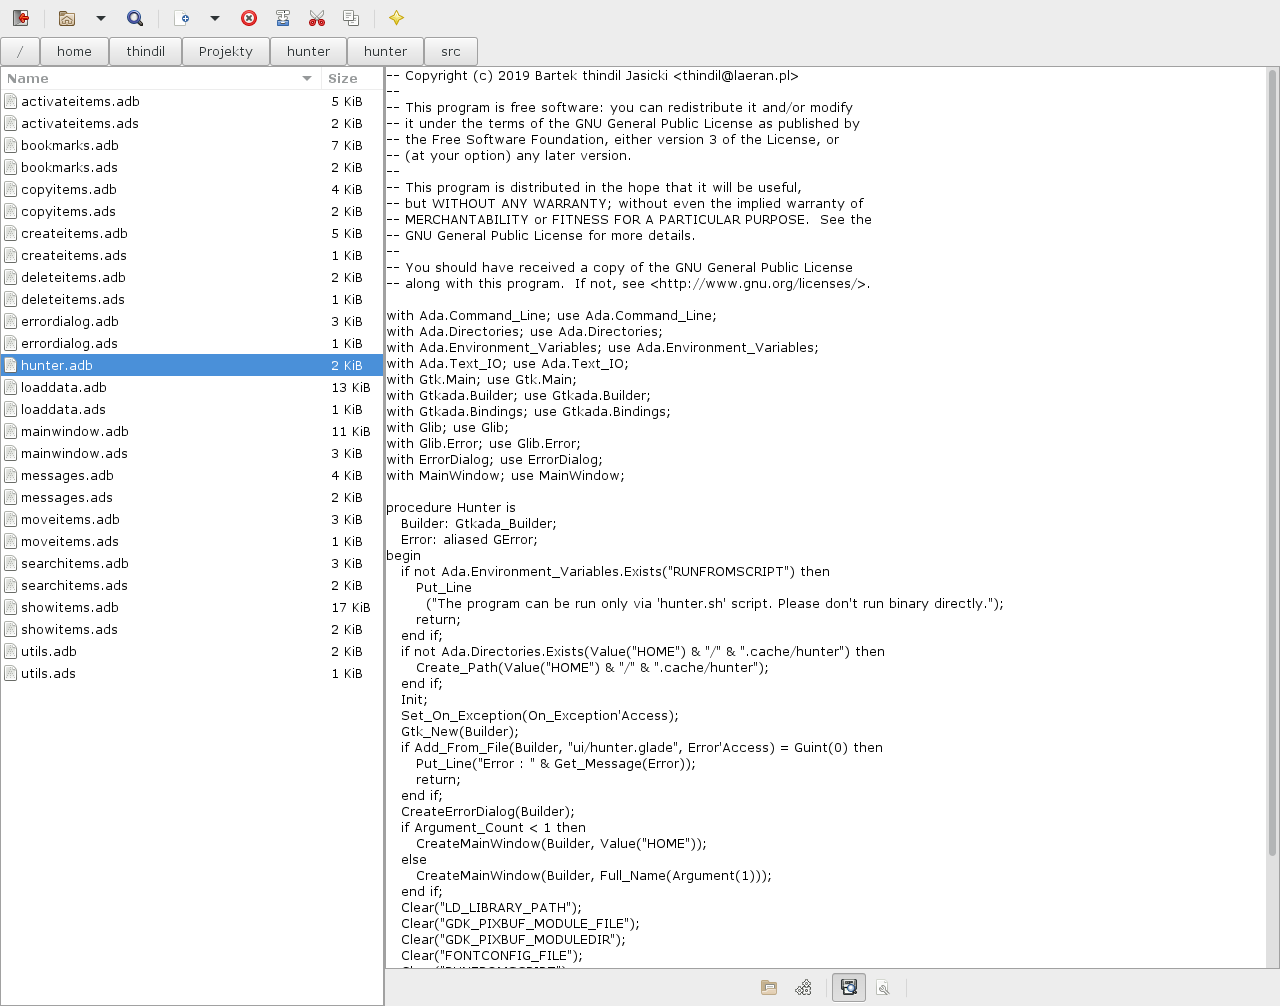 / home thindil Projekty hunter hunter src
Name Size
activateitems.adb 5 KiB
activateitems.ads 2 KiB
bookmarks.adb 7 KiB
bookmarks.ads 2 KiB
copyitems.adb 4 KiB
copyitems.ads 2 KiB
createitems.adb 5 KiB
createitems.ads 1 KiB
deleteitems.adb 2 KiB
deleteitems.ads 1 KiB
errordialog.adb 3 KiB
errordialog.ads 1 KiB
hunter.adb 2 KiB
loaddata.adb 13 KiB
loaddata.ads 1 KiB
mainwindow.adb 11 KiB
mainwindow.ads 3 KiB
messages.adb 4 KiB
messages.ads 2 KiB
moveitems.adb 3 KiB
moveitems.ads 1 KiB
searchitems.adb 3 KiB
searchitems.ads 2 KiB
showitems.adb 17 KiB
showitems.ads 2 KiB
utils.adb 2 KiB
utils.ads 1 KiB
-- Copyright (c) 2019 Bartek thindil Jasicki <thindil@laeran.pl>
--
-- This program is free software: you can redistribute it and/or modify
-- it under the terms of the GNU General Public License as published by
-- the Free Software Foundation, either version 3 of the License, or
-- (at your option) any later version.
--
-- This program is distributed in the hope that it will be useful,
-- but WITHOUT ANY WARRANTY; without even the implied warranty of
-- MERCHANTABILITY or FITNESS FOR A PARTICULAR PURPOSE.  See the
-- GNU General Public License for more details.
--
-- You should have received a copy of the GNU General Public License
-- along with this program.  If not, see <http://www.gnu.org/licenses/>.

with Ada.Command_Line; use Ada.Command_Line;
with Ada.Directories; use Ada.Directories;
with Ada.Environment_Variables; use Ada.Environment_Variables;
with Ada.Text_IO; use Ada.Text_IO;
with Gtk.Main; use Gtk.Main;
with Gtkada.Builder; use Gtkada.Builder;
with Gtkada.Bindings; use Gtkada.Bindings;
with Glib; use Glib;
with Glib.Error; use Glib.Error;
with ErrorDialog; use ErrorDialog;
with MainWindow; use MainWindow;

procedure Hunter is
   Builder: Gtkada_Builder;
   Error: aliased GError;
begin
   if not Ada.Environment_Variables.Exists("RUNFROMSCRIPT") then
      Put_Line
        ("The program can be run only via 'hunter.sh' script. Please don't run binary directly.");
      return;
   end if;
   if not Ada.Directories.Exists(Value("HOME") & "/" & ".cache/hunter") then
      Create_Path(Value("HOME") & "/" & ".cache/hunter");
   end if;
   Init;
   Set_On_Exception(On_Exception'Access);
   Gtk_New(Builder);
   if Add_From_File(Builder, "ui/hunter.glade", Error'Access) = Guint(0) then
      Put_Line("Error : " & Get_Message(Error));
      return;
   end if;
   CreateErrorDialog(Builder);
   if Argument_Count < 1 then
      CreateMainWindow(Builder, Value("HOME"));
   else
      CreateMainWindow(Builder, Full_Name(Argument(1)));
   end if;
   Clear("LD_LIBRARY_PATH");
   Clear("GDK_PIXBUF_MODULE_FILE");
   Clear("GDK_PIXBUF_MODULEDIR");
   Clear("FONTCONFIG_FILE");